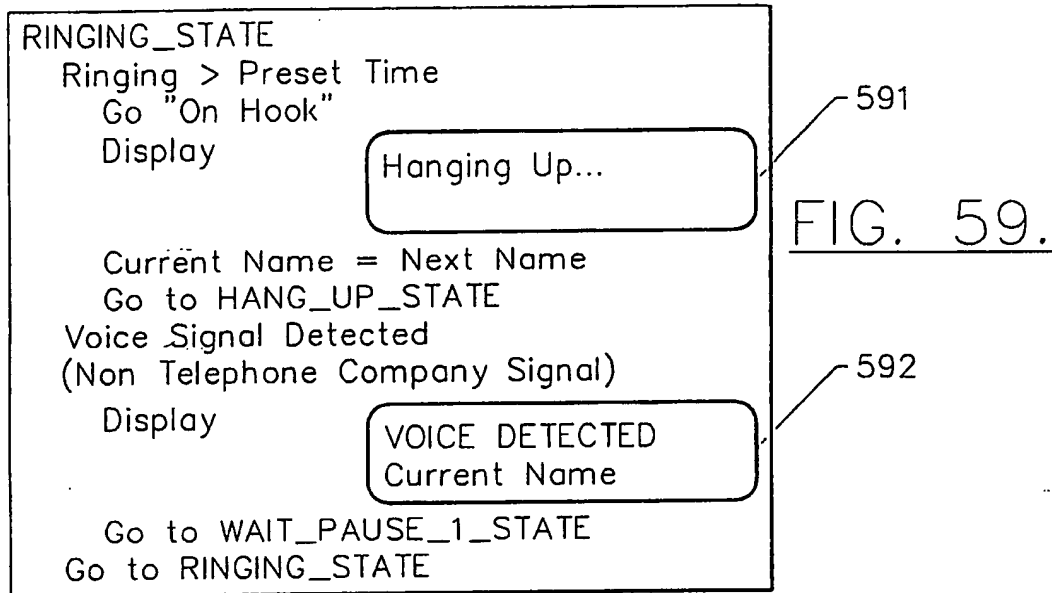 RINGING_STATE
Ringing > Preset Time
Go "On Hook"
Display
Hanging Up...
591
FIG. 59.
Current Name = Next Name
Go to HANG_UP_STATE
Voice Signal Detected
(Non Telephone Company Signal)
592
Display
VOICE DETECTED
Current Name
Go to WAIT_PAUSE_1_STATE
Go to RINGING_STATE